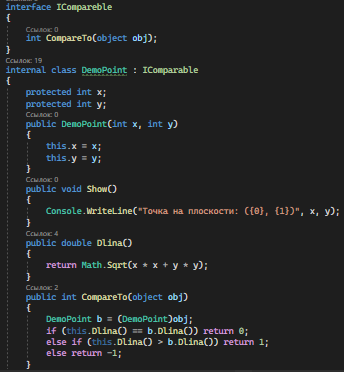 interface ICompareble
{
Ссылок: 0
int CompareTo(object obj);
}
Ссылок: 19
internal class DemoPoint : IComparable
{
protected int x;
protected int y;
Ссылок: 0
public DemoPoint(int x, int y)
{
this.x = x;
this.y = y;
}
Ссылок: 0
public void Show()
{
Console.WriteLine("Точка на плоскости: ({0}, {1})", x, y);
}
Ссылок: 4
public double Dlina()
{
return Math.Sqrt(x * x + y * y);
}
Ссылок: 2
public int CompareTo(object obj)
{
DemoPoint b = (DemoPoint)obj;
if (this.Dlina() == b.Dlina()) return 0;
else if (this.Dlina() > b.Dlina()) return 1;
else return -1;
}